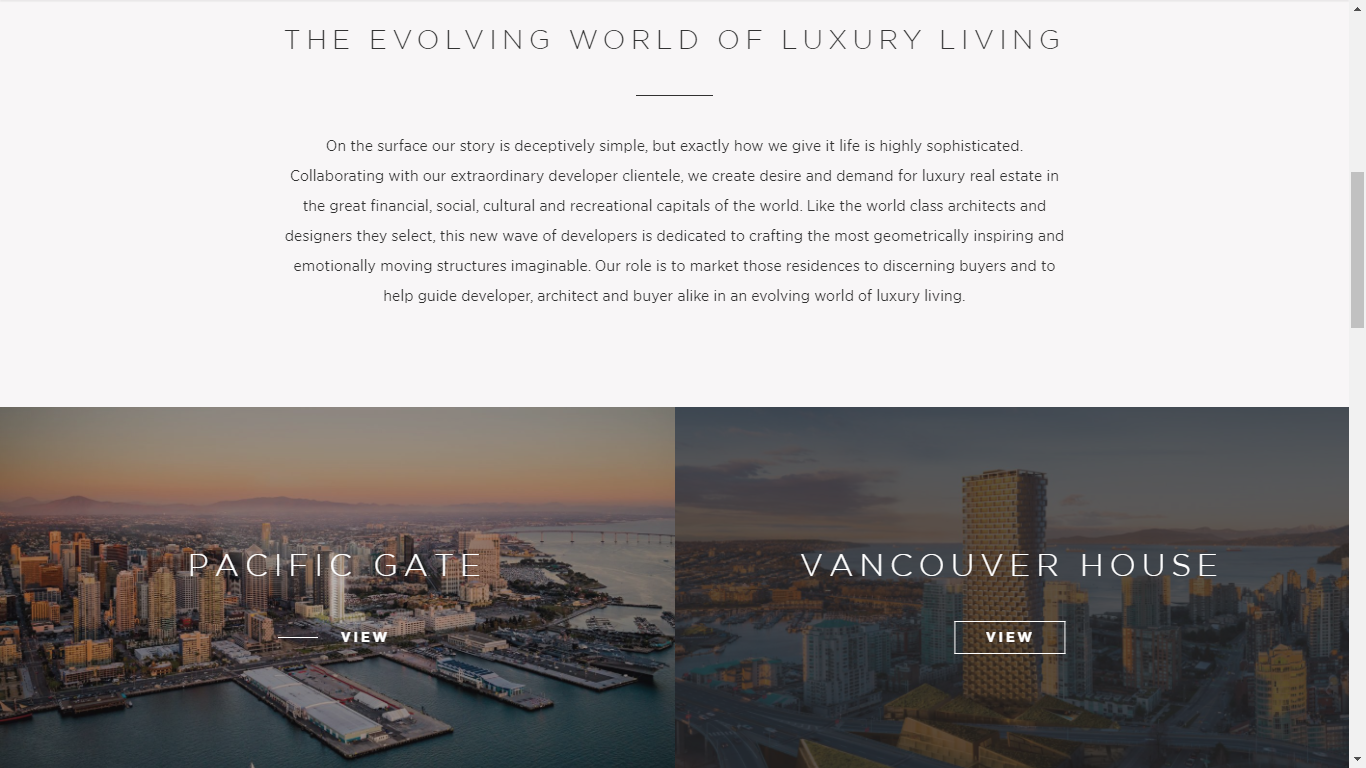 THE EVOLVING WORLD OF LUXURY LIVING
On the surface our story is deceptively simple, but exactly how we give it life is highly sophisticated.
Collaborating with our extraordinary developer clientele, we create desire and demand for luxury real estate in
the great financial, social, cultural and recreational capitals of the world. Like the world class architects and
designers they select, this new wave of developers is dedicated to crafting the most geometrically inspiring and
emotionally moving structures imaginable. Our role is to market those residences to discerning buyers and to
help guide developer, architect and buyer alike in an evolving world of luxury living.
PACIFIC GATE
VIEW
VANCOUVER HOUSE
VIEW